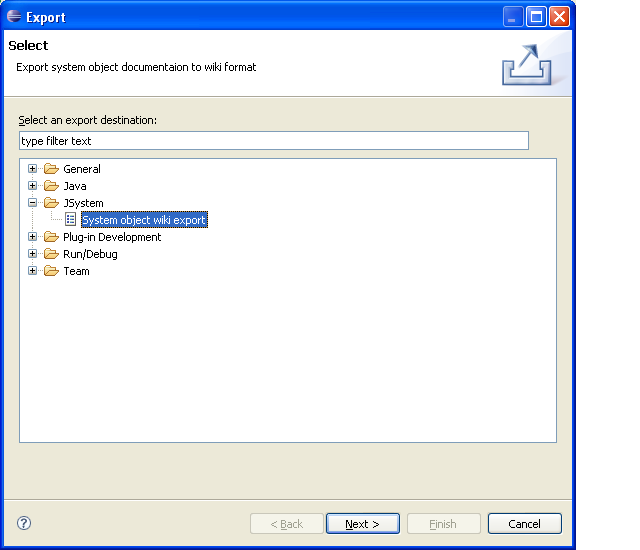 Export
Select
Export system object documentaion to wiki format
Select an export destination:
type filter text
General
Java
JSystem
System object wiki export
Plug-in Development
Run/Debug
Team
?
< Back
Next >
Finish
Cancel